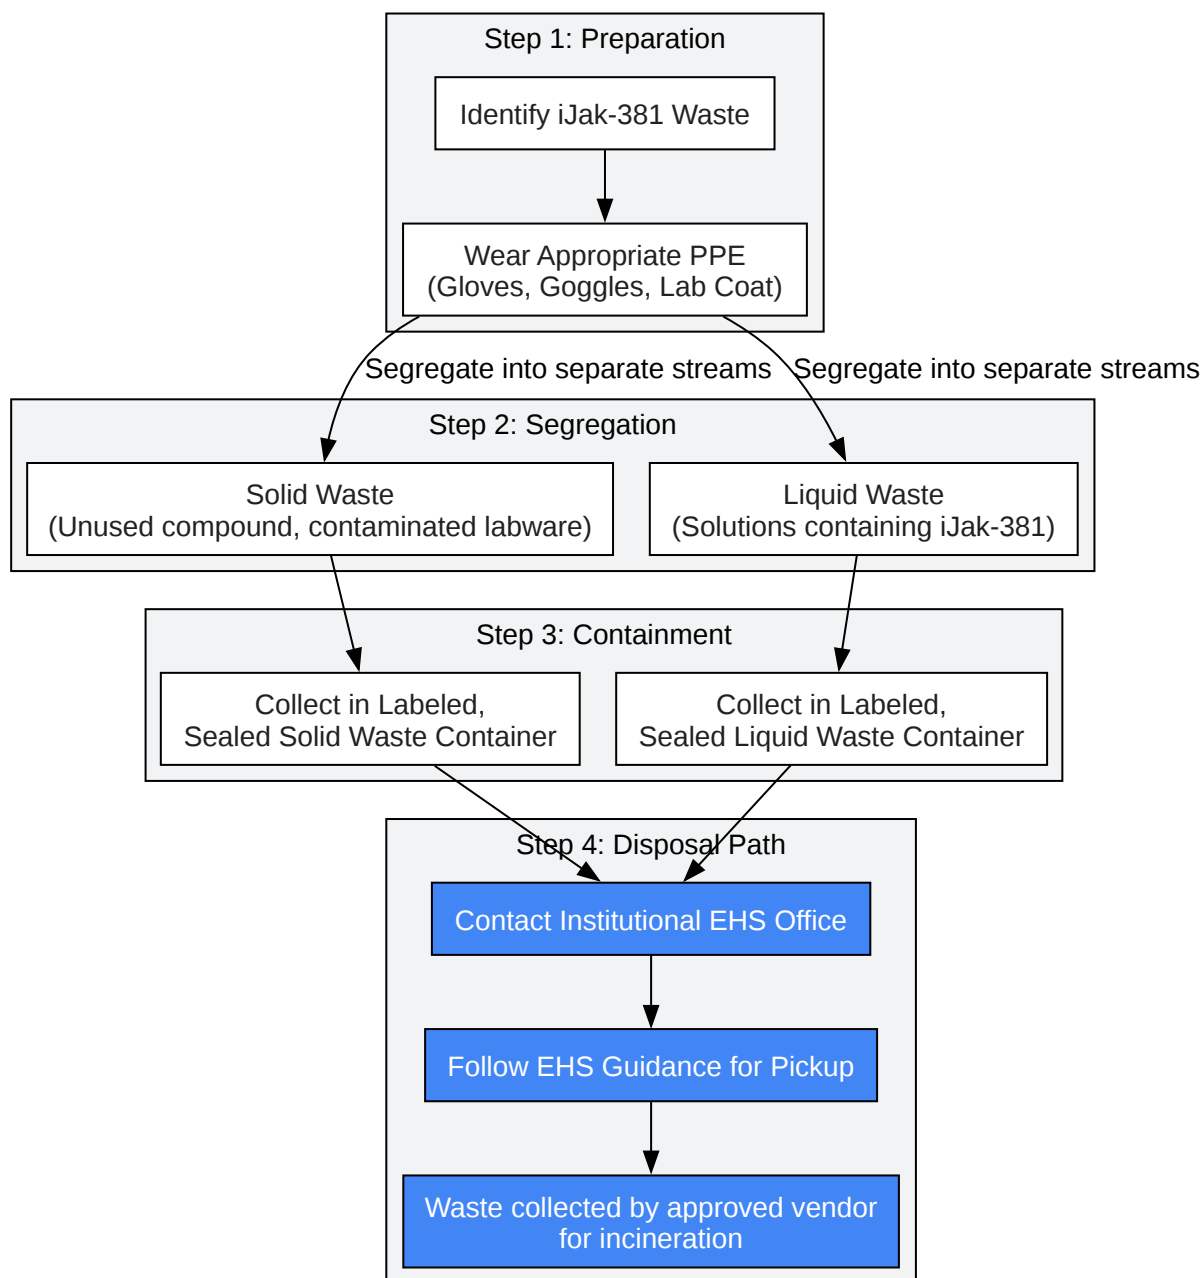 Step 1: Preparation
Identify iJak-381 Waste
Wear Appropriate PPE
(Gloves, Goggles, Lab Coat)
Segregate into separate streams
Segregate into separate streams
Step 2: Segregation
Solid Waste
(Unused compound, contaminated labware)
Liquid Waste
(Solutions containing iJak-381)
Step 3: Containment
Collect in Labeled,
Sealed Solid Waste Container
Collect in Labeled,
Sealed Liquid Waste Container
Step 4: Disposal Path
Contact Institutional EHS Office
Follow EHS Guidance for Pickup
Waste collected by approved vendor
for incineration